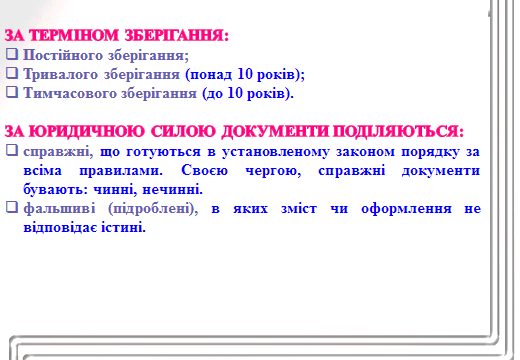 ЗА ТЕРМІНОМ ЗБЕРІГАННЯ:
❑ Постійного зберігання;
❑ Тривалого зберігання (понад 10 років);
❑ Тимчасового зберігання (до 10 років).
ЗА ЮРИДИЧНОЮ СИЛОЮ ДОКУМЕНТИ ПОДІЛЯЮТЬСЯ:
❑ справжні, що готуються в установленому законом порядку за
всіма правилами. Своєю чергою, справжні документи
бувають: чинні, нечинні.
❑ фальшиві (підроблені), в яких зміст чи оформлення не
відповідає істині.